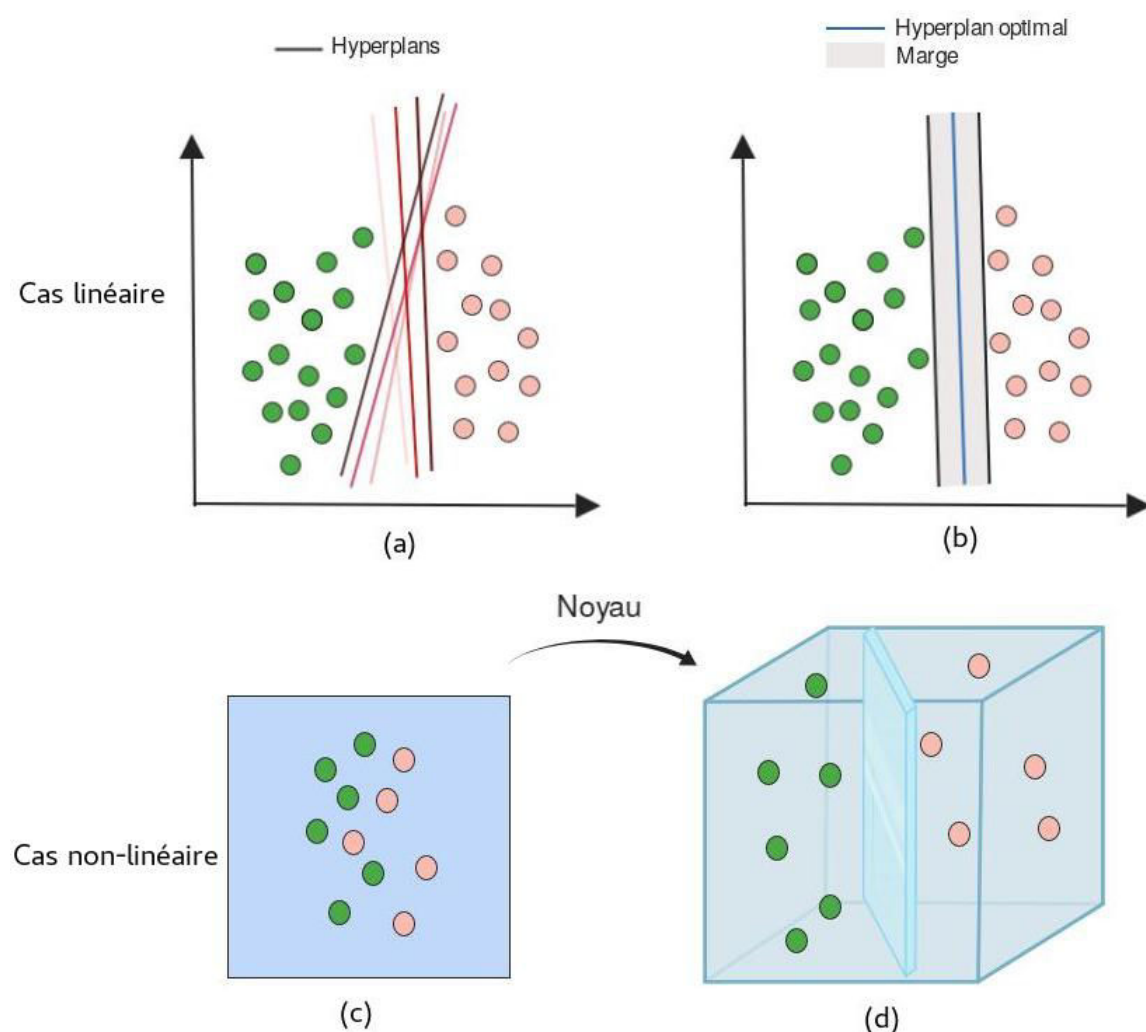 Hyperplans
Hyperplan optimal
Marge
Cas linéaire
(a)
(b)
Noyau
Cas non-linéaire
(c)
(d)